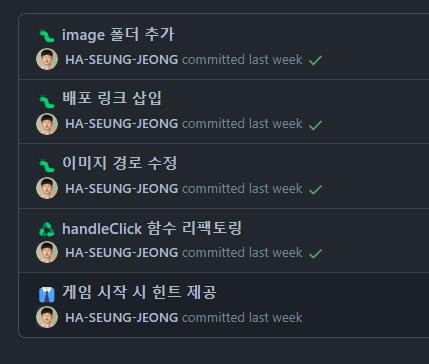 image 폴더 추가
HA-SEUNG-JEONG committed last week
배포 링크 삽입
HA-SEUNG-JEONG committed last week
이미지 경로 수정
HA-SEUNG-JEONG committed last week
handleClick 함수 리팩토링
HA-SEUNG-JEONG committed last week
게임 시작 시 힌트 제공
HA-SEUNG-JEONG committed last week